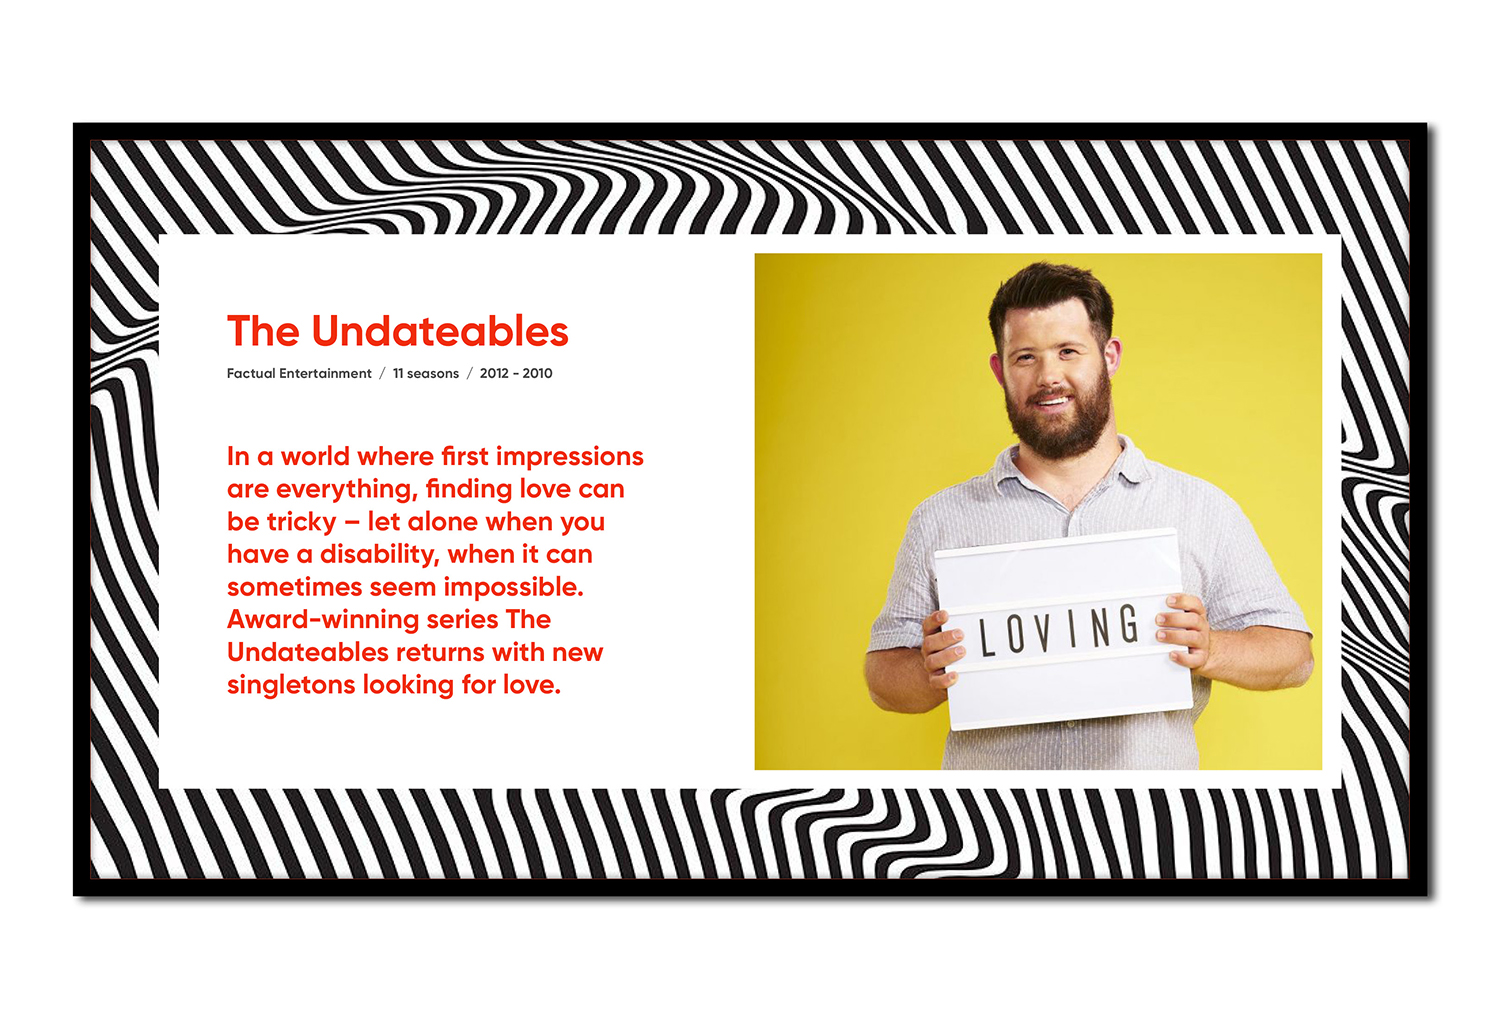 The Undateables
Factual Entertainment / 11 seasons / 2012 - 2010
In a world where first impressions
are everything, finding love can
be tricky – let alone when you
have a disability, when it can
sometimes seem impossible.
Award-winning series The
Undateables returns with new
singletons looking for love.
LOVING